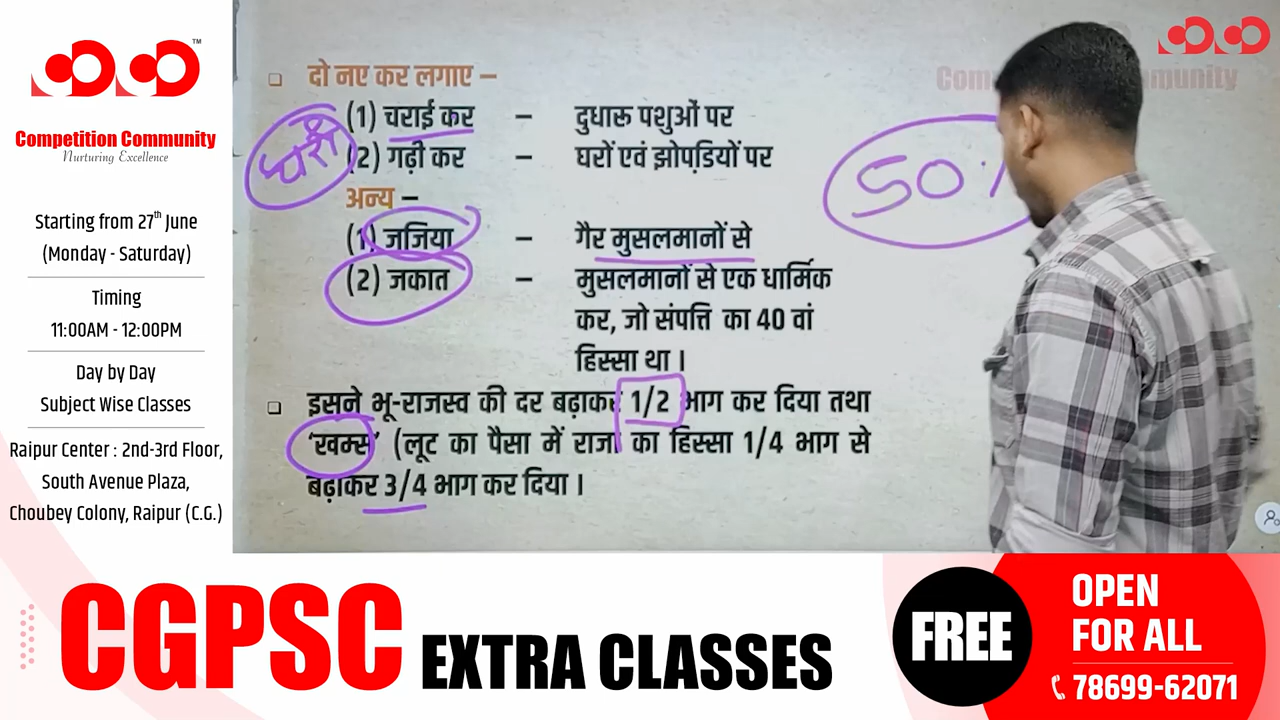 TM
Competition Community
Nurturing Excellence
Starting from 27th June
(Monday - Saturday)
Timing
11:00AM - 12:00PM
Day by Day
Subject Wise Classes
Raipur Center : 2nd-3rd Floor,
South Avenue Plaza,
Choubey Colony, Raipur (C.G.)
दो नए कर लगाए –
(1) चराई कर – दुधारू पशुओं पर
(2) गढ़ी कर – घरों एवं झोपडि़यों पर
अन्य –
(1) जजिया – गैर मुसलमानों से
(2) जकात – मुसलमानों से एक धार्मिक
कर, जो संपत्ति का 40 वां
हिस्सा था ।
इसने भू-राजस्व की दर बढ़ाकर 1/2 भाग कर दिया तथा
'खम्स' (लूट का पैसा में राजा का हिस्सा 1/4 भाग से
बढ़ाकर 3/4 भाग कर दिया ।
50%
CGPSC EXTRA CLASSES
FREE
OPEN
FOR ALL
78699-62071